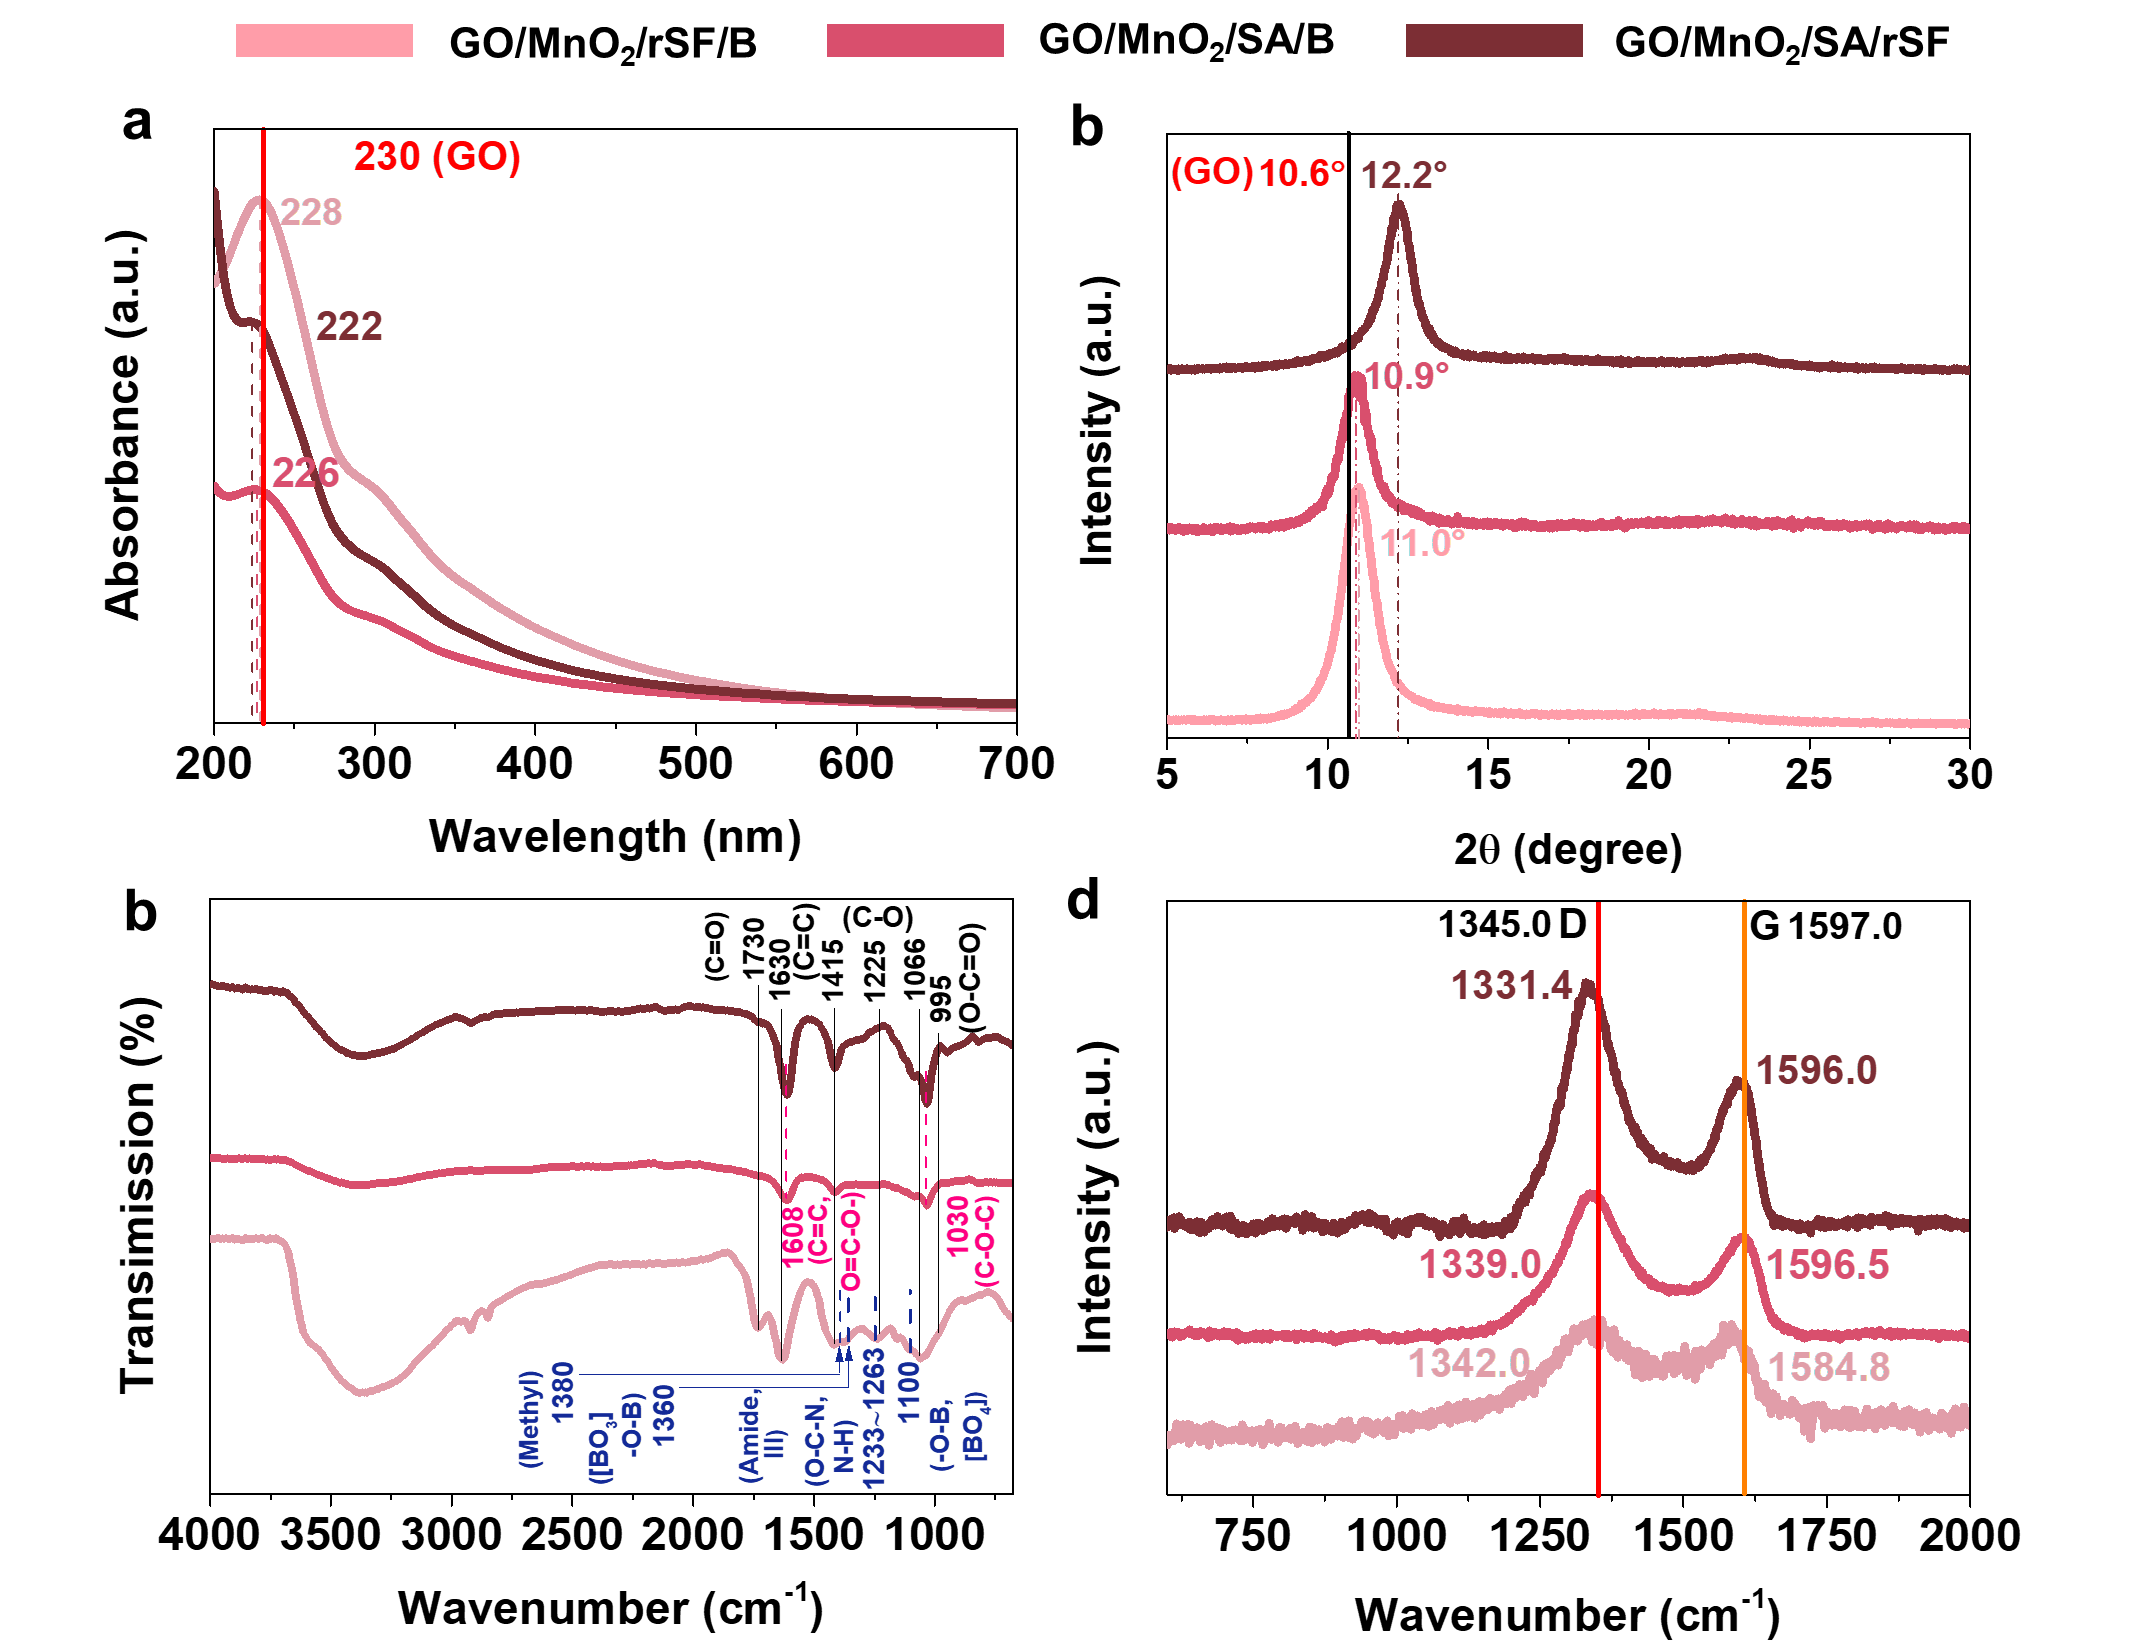 GO/MnO₂/rSF/B
GO/MnO₂/SA/B
GO/MnO₂/SA/rSF
a
230 (GO)
228
222
226
Absorbance (a.u.)
200 300 400 500 600 700
Wavelength (nm)
b
(GO) 10.6°
12.2°
10.9°
11.0°
Intensity (a.u.)
5 10 15 20 25 30
2θ (degree)
b
(C=O)
1730
1630
(C=C)
1415
(C-O)
1225
1066
995
(O-C=O)
1608
(C=C,
O=C-O-)
1030
(C-O-C)
(Methyl)
1380
([BO₃]
-O-B)
1360
(Amide,
III)
(O-C-N,
N-H)
1233~1263
1100
(-O-B,
[BO₄])
Transimission (%)
4000 3500 3000 2500 2000 1500 1000
Wavenumber (cm⁻¹)
d
1345.0 D
G 1597.0
1331.4
1596.0
1339.0
1596.5
1342.0
1584.8
Intensity (a.u.)
750 1000 1250 1500 1750 2000
Wavenumber (cm⁻¹)